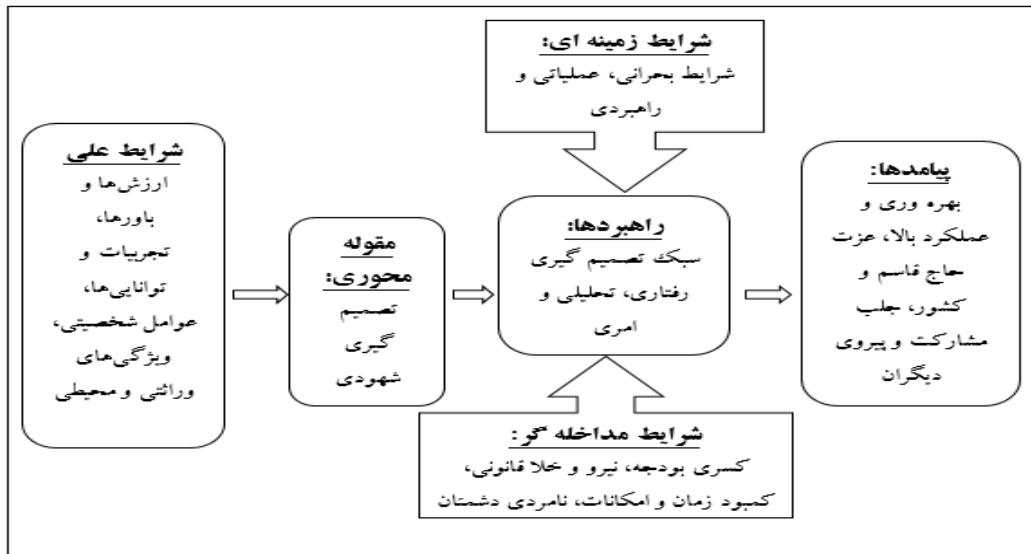 شرایط زمینه ای:
شرایط بحرانی، عملیاتی و
راهبردی
شرایط علی
ارزش‌ها و
باورها،
تجربیات و
توانایی‌ها،
عوامل شخصیتی،
ویژگی‌های
وراثتی و محیطی
مقوله
محوری:
تصمیم
گیری
شهودی
راهبردها:
سبک تصمیم گیری
رفتاری، تحلیلی و
امری
پیامدها:
بهره وری و
عملکرد بالا، عزت
حاج قاسم و
کشور، جلب
مشارکت و پیروی
دیگران
شرایط مداخله گر:
کسری بودجه، نیرو و خلا قانونی،
کمبود زمان و امکانات، نامردی دشمتان